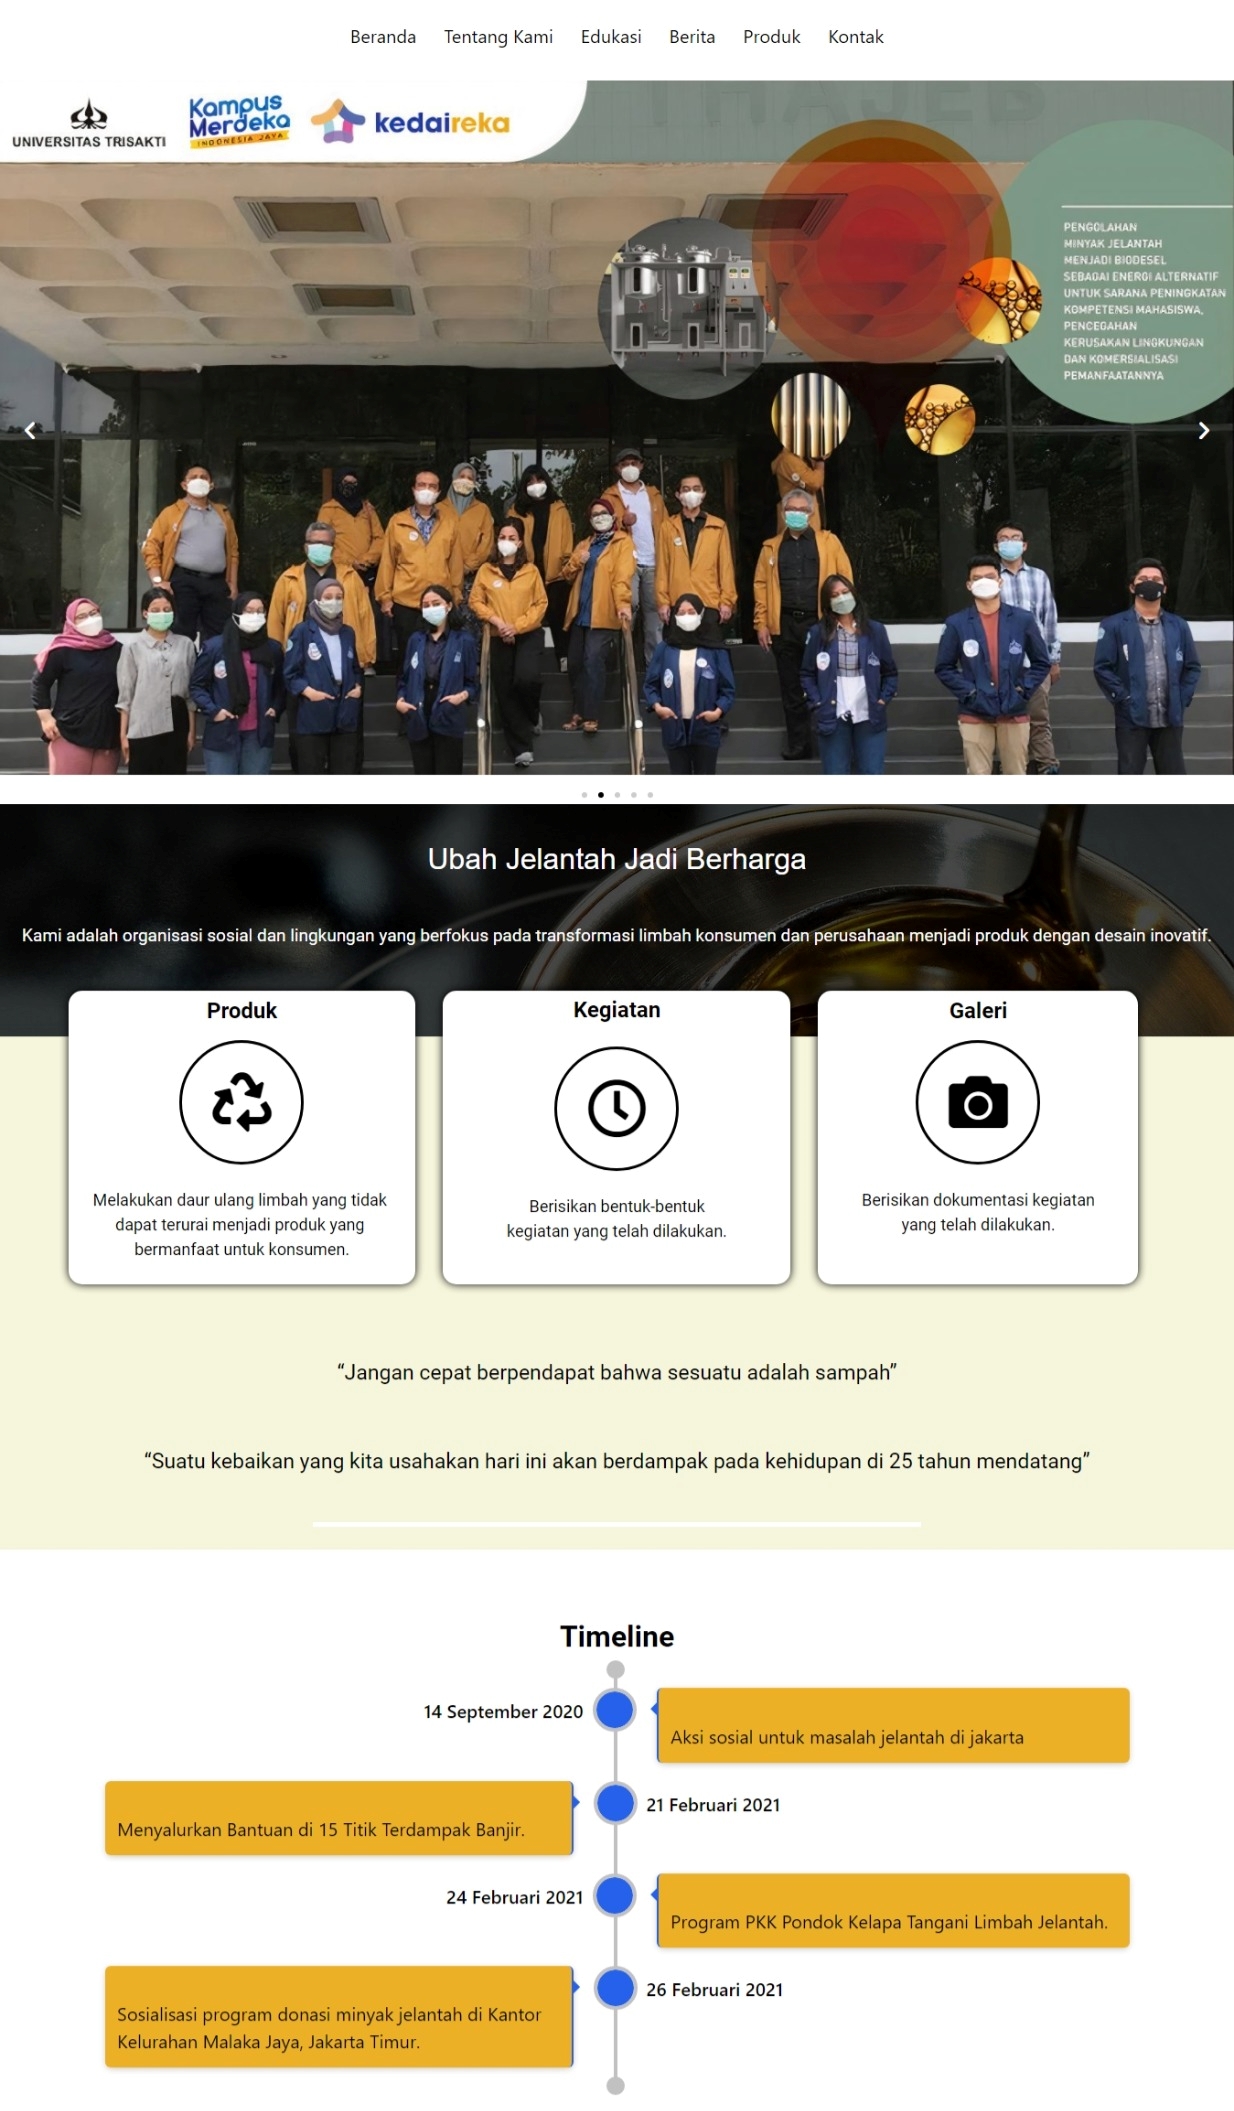 Beranda Tentang Kami Edukasi Berita Produk Kontak
UNIVERSITAS TRISAKTI
Kampus
Merdeka
INDONESIA JAYA
kedaireka
PENGOLAHAN
MINYAK JELANTAH
MENJADI BIODESEL
SEBAGAI ENERGI ALTERNATIF
UNTUK SARANA PENINGKATAN
KOMPETENSI MAHASISWA,
PENCEGAHAN
KERUSAKAN LINGKUNGAN
DAN KOMERSIALISASI
PEMANFAATANNYA
Ubah Jelantah Jadi Berharga
Kami adalah organisasi sosial dan lingkungan yang berfokus pada transformasi limbah konsumen dan perusahaan menjadi produk dengan desain inovatif.
Produk
Melakukan daur ulang limbah yang tidak
dapat terurai menjadi produk yang
bermanfaat untuk konsumen.
Kegiatan
Berisikan bentuk-bentuk
kegiatan yang telah dilakukan.
Galeri
Berisikan dokumentasi kegiatan
yang telah dilakukan.
“Jangan cepat berpendapat bahwa sesuatu adalah sampah”
“Suatu kebaikan yang kita usahakan hari ini akan berdampak pada kehidupan di 25 tahun mendatang”
Timeline
14 September 2020
Aksi sosial untuk masalah jelantah di jakarta
21 Februari 2021
Menyalurkan Bantuan di 15 Titik Terdampak Banjir.
24 Februari 2021
Program PKK Pondok Kelapa Tangani Limbah Jelantah.
26 Februari 2021
Sosialisasi program donasi minyak jelantah di Kantor
Kelurahan Malaka Jaya, Jakarta Timur.